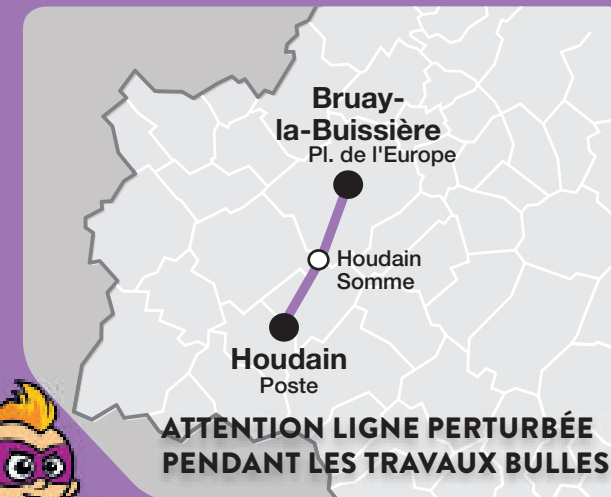 Bruay-
la-Buissière
Pl. de l'Europe
Houdain
Somme
Houdain
Poste
ATTENTION LIGNE PERTURBÉE
PENDANT LES TRAVAUX BULLES